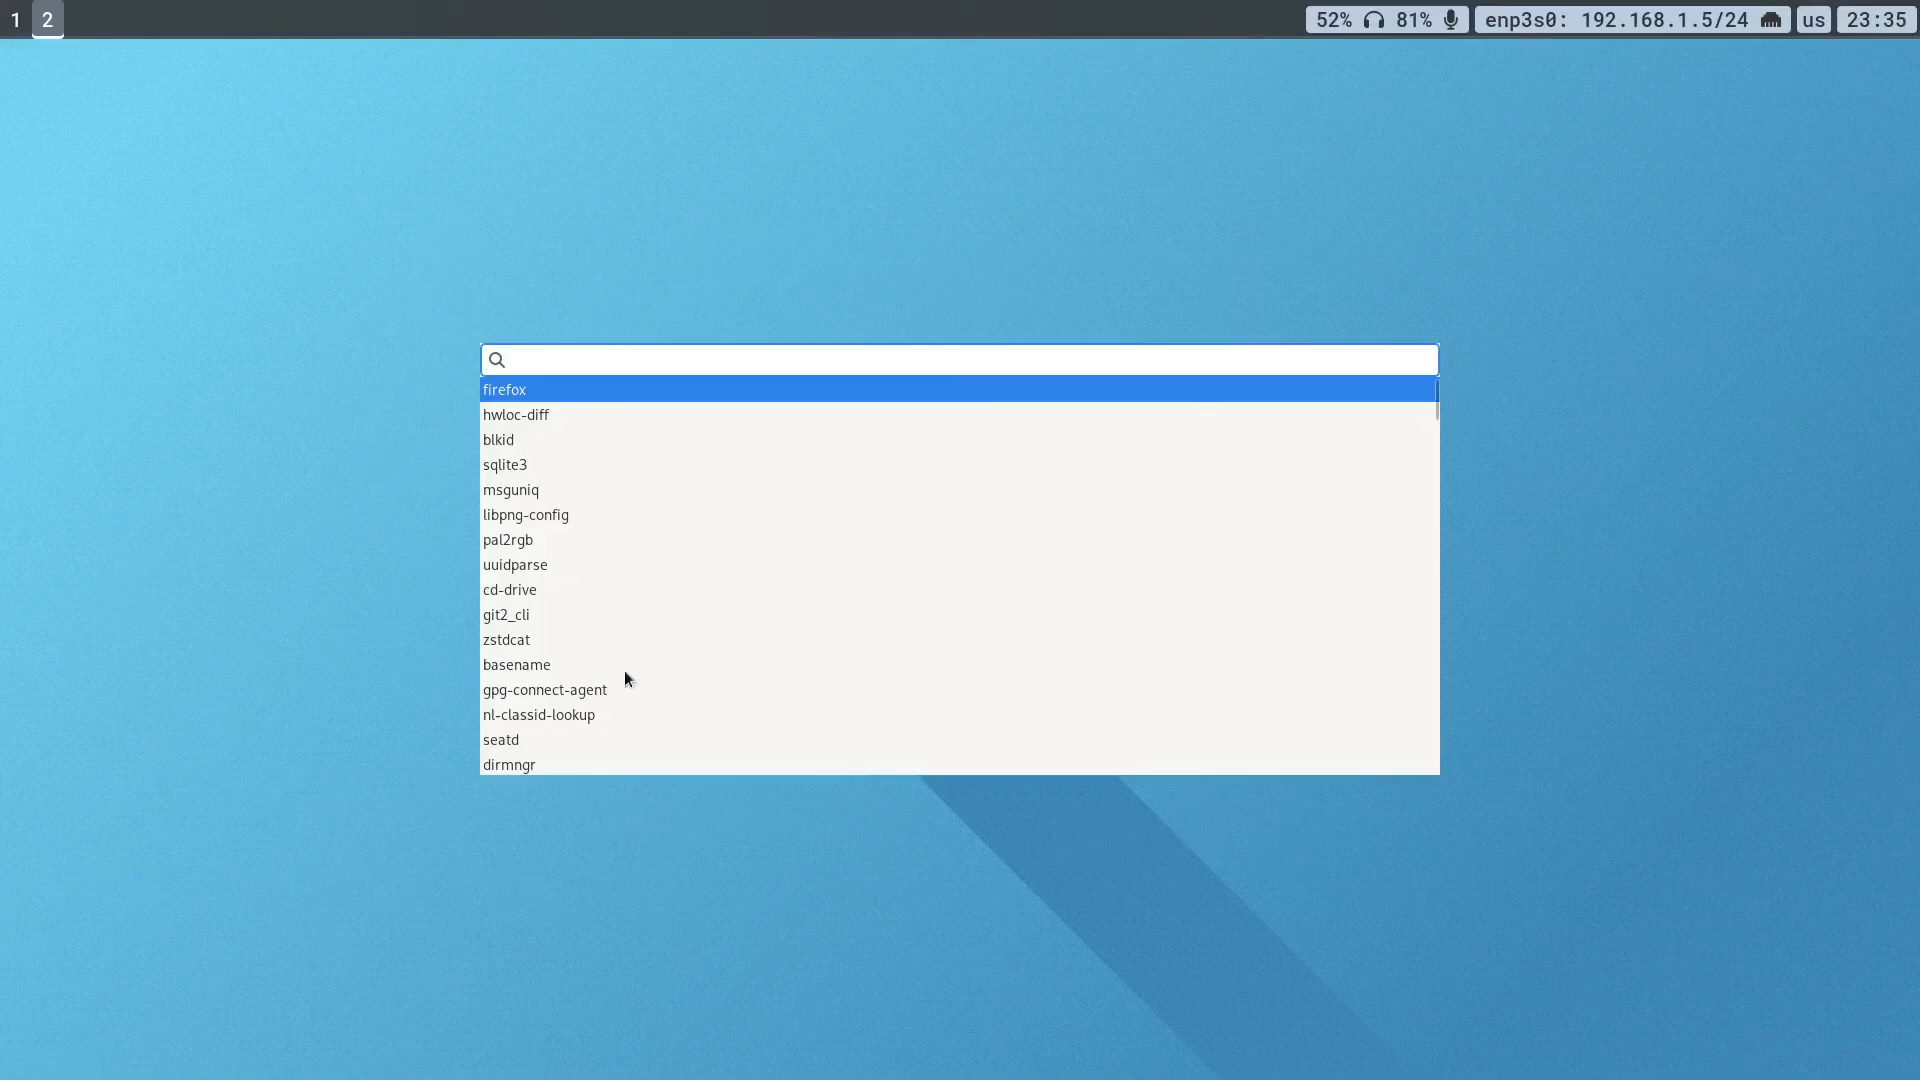 1 2 52% 81% enp3s0: 192.168.1.5/24 us 23:35
firefox
hwloc-diff
blkid
sqlite3
msguniq
libpng-config
pal2rgb
uuidparse
cd-drive
git2_cli
zstdcat
basename
gpg-connect-agent
nl-classid-lookup
seatd
dirmngr